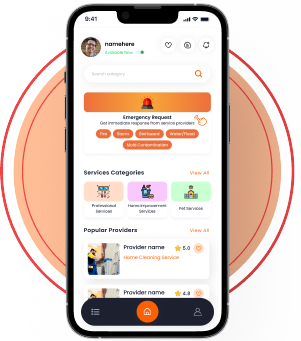 9:41
namehere
Available Now
Search category
Emergency Request
Get immediate response from service providers
Fire
Storm
Water/Flood
Mold Contamination
Services Categories View All
Professional Services
Home Improvement Services
Pet Services
Popular Providers View All
Provider name 5.0
Home Cleaning Service
Provider name 4.9